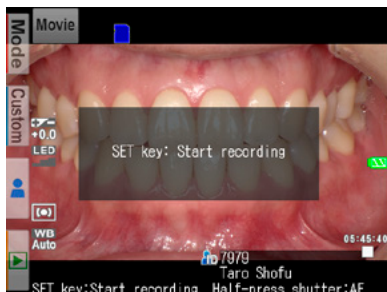 Movie
Mode
Custom
+0.0
LED
SET key: Start recording
WB
Auto
05:45:40
ID 7979
Taro Shofu
SET key:Start recording Half-press shutter:AF